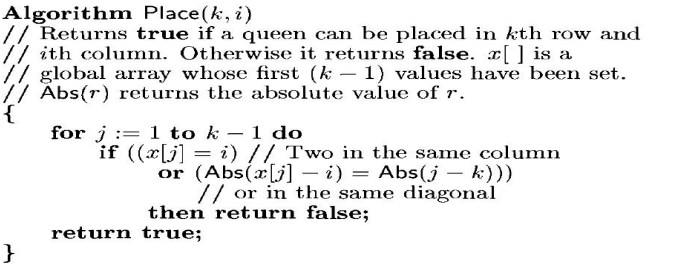 Algorithm Place(k, i)
// Returns true if a queen can be placed in kth row and
// ith column. Otherwise it returns false. x[ ] is a
// global array whose first (k − 1) values have been set.
// Abs(r) returns the absolute value of r.
{
for j := 1 to k − 1 do
if ((x[j] = i) // Two in the same column
or (Abs(x[j] − i) = Abs(j − k)))
// or in the same diagonal
then return false;
return true;
}